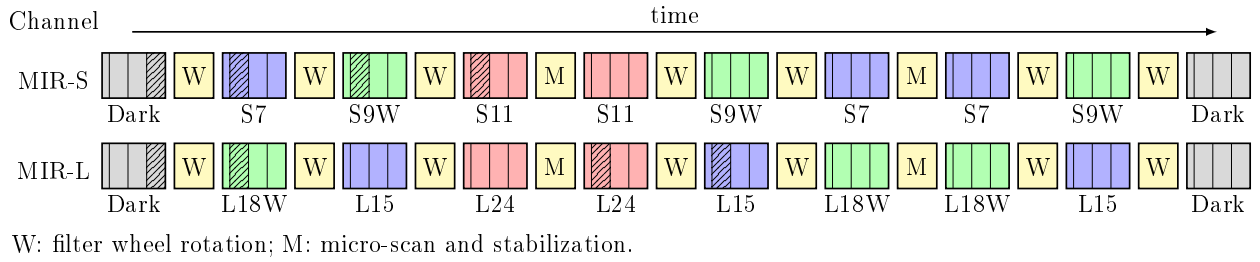 Channel time
MIR-S W W W M W W M W W
Dark S7 S9W S11 S11 S9W S7 S7 S9W Dark
MIR-L W W W M W W M W W
Dark L18W L15 L24 L24 L15 L18W L18W L15 Dark
W: filter wheel rotation; M: micro-scan and stabilization.